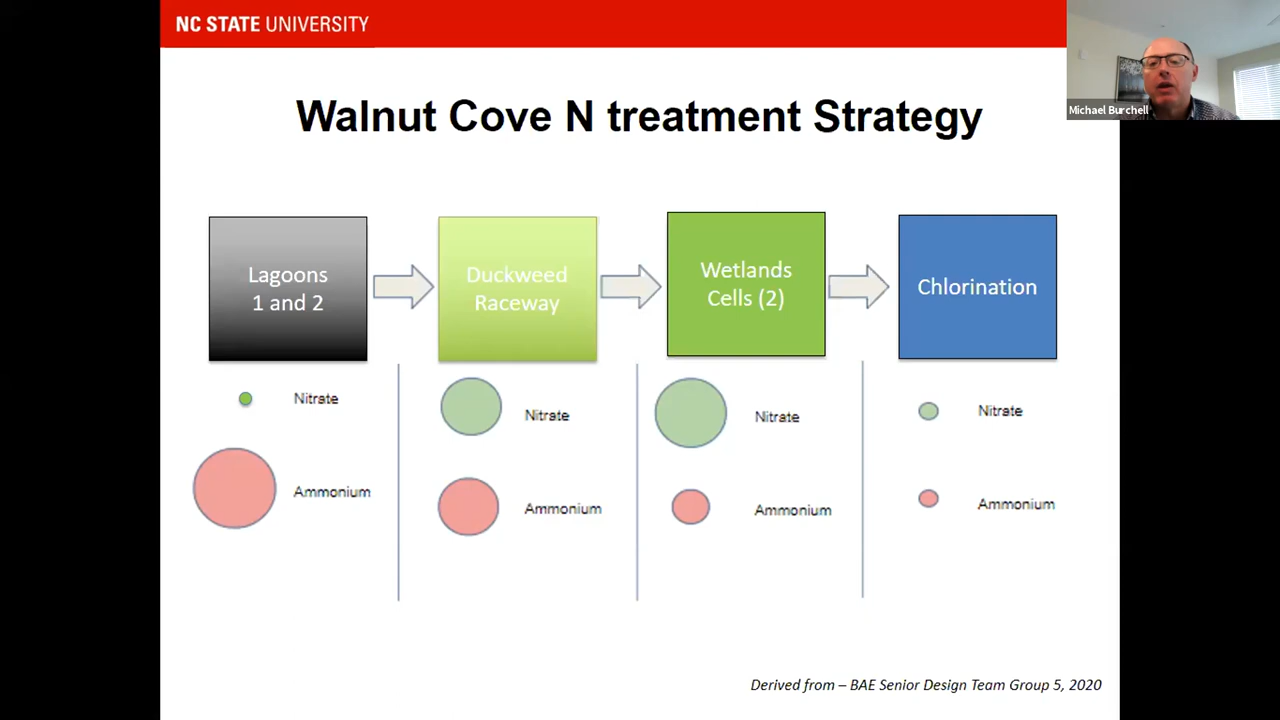 NC STATE UNIVERSITY
Michael Burchell
Walnut Cove N treatment Strategy
Lagoons
1 and 2
Duckweed
Raceway
Wetlands
Cells (2)
Chlorination
Nitrate
Nitrate
Nitrate
Nitrate
Ammonium
Ammonium
Ammonium
Ammonium
Derived from – BAE Senior Design Team Group 5, 2020